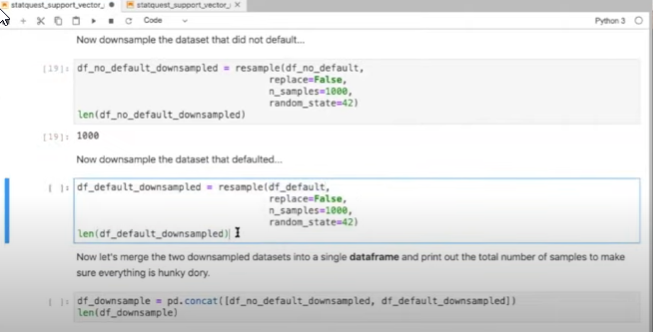 statquest_support_vector_.
statquest_support_vector_.
Code
Python 3
Now downsample the dataset that did not default...
[19]: df_no_default_downsampled = resample(df_no_default,
replace=False,
n_samples=1000,
random_state=42)
len(df_no_default_downsampled)
[19]: 1000
Now downsample the dataset that defaulted...
[ ]: df_default_downsampled = resample(df_default,
replace=False,
n_samples=1000,
random_state=42)
len(df_default_downsampled)
Now let's merge the two downsampled datasets into a single dataframe and print out the total number of samples to make
sure everything is hunky dory.
[ ]: df_downsample = pd.concat([df_no_default_downsampled, df_default_downsampled])
len(df_downsample)